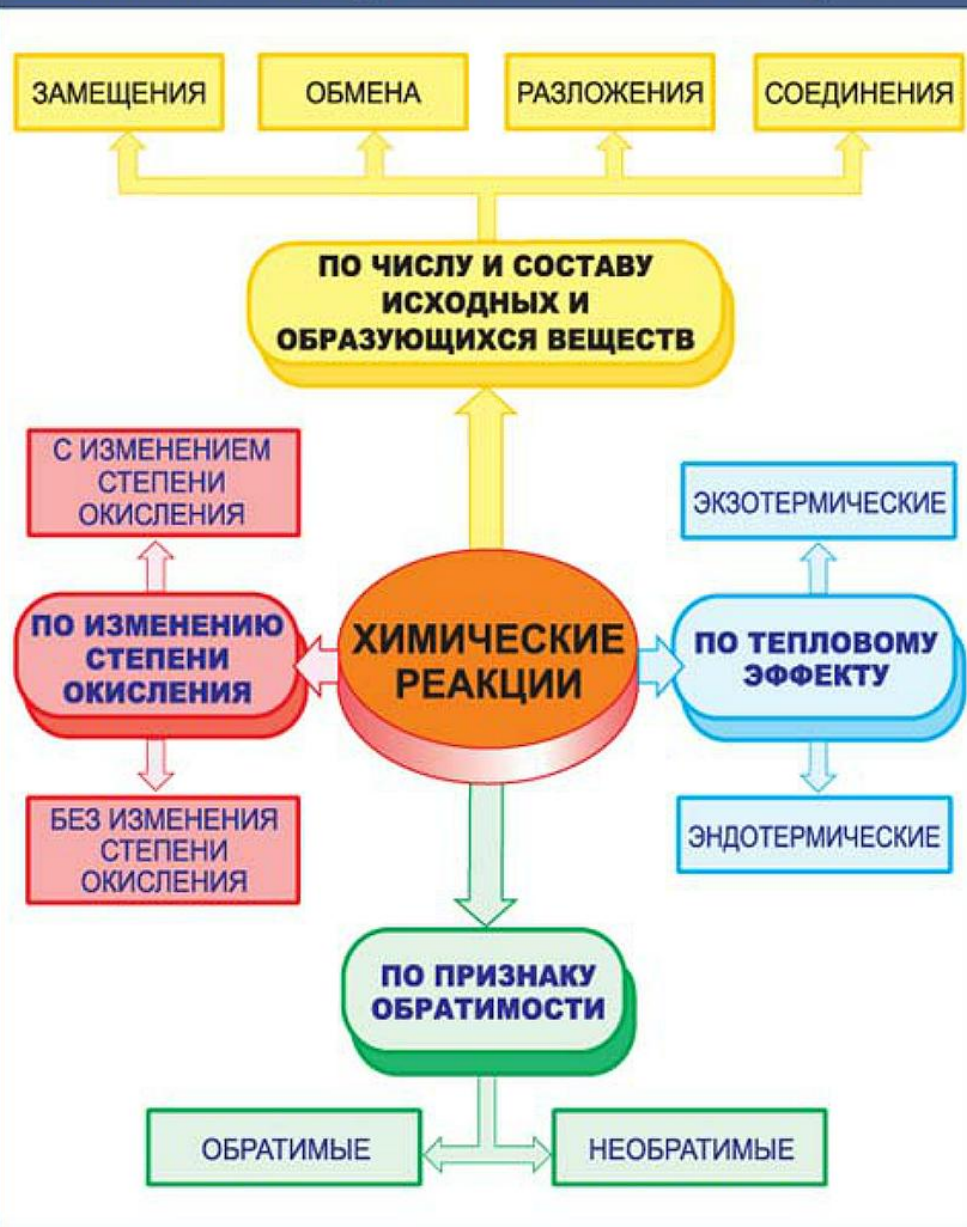 ЗАМЕЩЕНИЯ
ОБМЕНА
РАЗЛОЖЕНИЯ
СОЕДИНЕНИЯ
ПО ЧИСЛУ И СОСТАВУ
ИСХОДНЫХ И
ОБРАЗУЮЩИХСЯ ВЕЩЕСТВ
С ИЗМЕНЕНИЕМ
СТЕПЕНИ
ОКИСЛЕНИЯ
ЭКЗОТЕРМИЧЕСКИЕ
ПО ИЗМЕНЕНИЮ
СТЕПЕНИ
ОКИСЛЕНИЯ
ХИМИЧЕСКИЕ
РЕАКЦИИ
ПО ТЕПЛОВОМУ
ЭФФЕКТУ
БЕЗ ИЗМЕНЕНИЯ
СТЕПЕНИ
ОКИСЛЕНИЯ
ЭНДОТЕРМИЧЕСКИЕ
ПО ПРИЗНАКУ
ОБРАТИМОСТИ
ОБРАТИМЫЕ
НЕОБРАТИМЫЕ